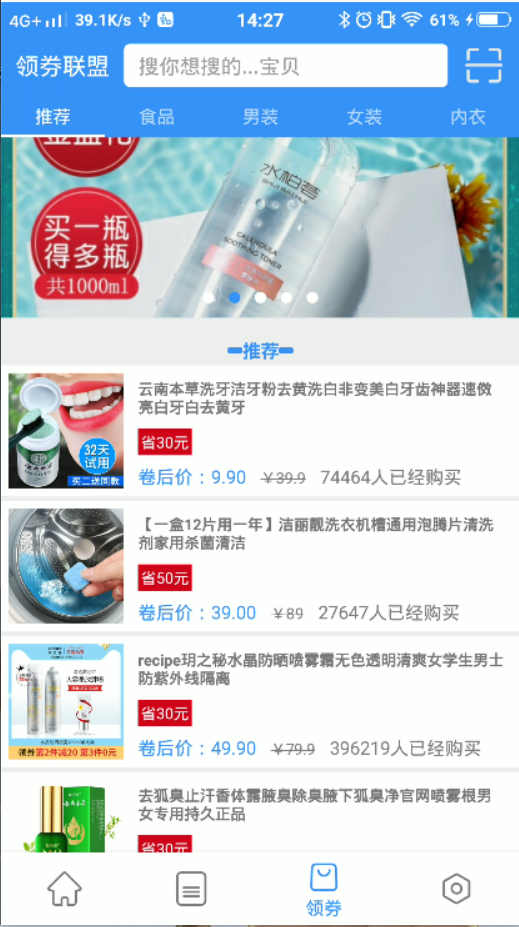 4G+ 39.1K/s 14:27 61%
领券联盟 搜你想搜的...宝贝
推荐 食品 男装 女装 内衣
水柏荟
CALENDULA
SOOTHING TONER
买一瓶
得多瓶
共1000ml
推荐
云南本草洗牙洁牙粉去黄洗白非变美白牙齿神器速微
亮白牙白去黄牙
32天
试用
买二送同款
省30元
卷后价：9.90 ￥39.9 74464人已经购买
【一盒12片用一年】洁丽靓洗衣机槽通用泡腾片清洗
剂家用杀菌清洁
省50元
卷后价：39.00 ￥89 27647人已经购买
recipe玥之秘水晶防晒喷雾霜无色透明清爽女学生男士
防紫外线隔离
领券第2件减20 第3件0元
省30元
卷后价：49.90 ￥79.9 396219人已经购买
去狐臭止汗香体露腋臭除臭腋下狐臭净官网喷雾根男
女专用持久正品
省30元
领券